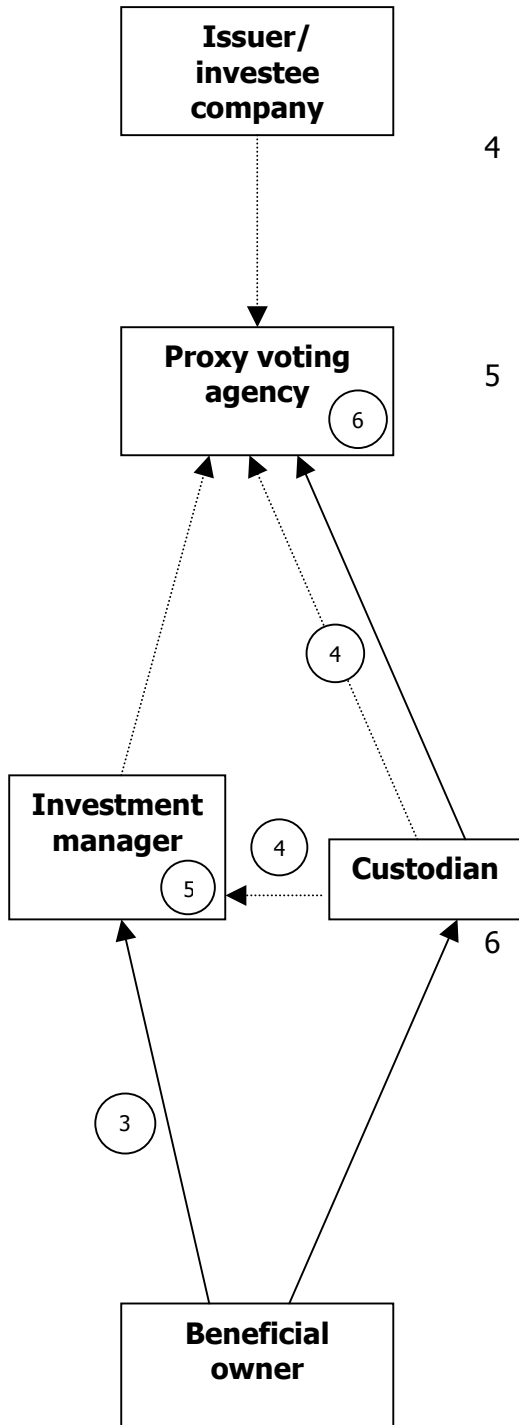 Issuer/
investee
company
4
Proxy voting
agency
6
5
4
Investment
manager
5
4
Custodian
6
3
Beneficial
owner